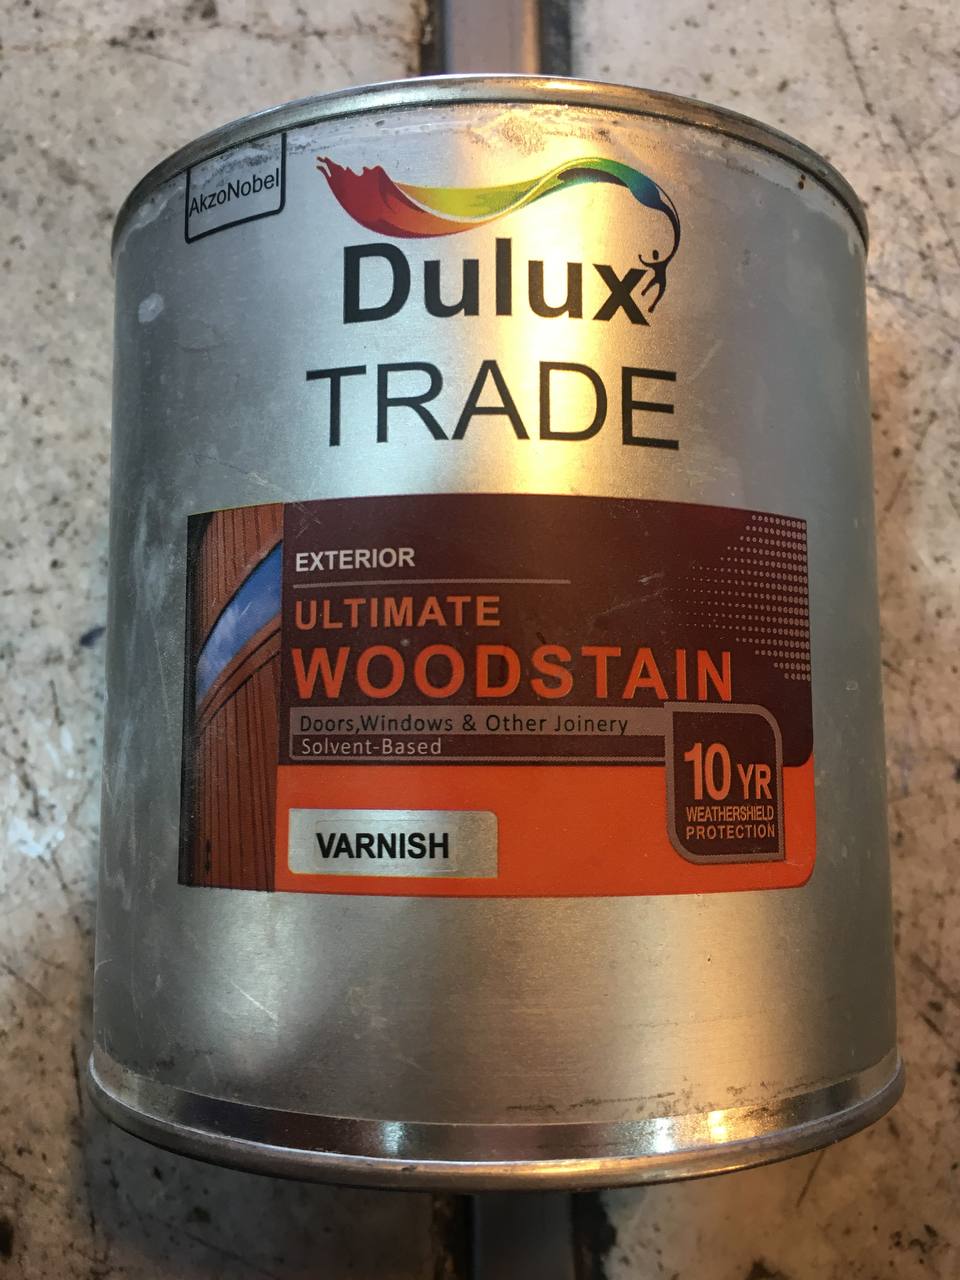 AkzoNobel
Dulux
TRADE
EXTERIOR
ULTIMATE
WOODSTAIN
Doors,Windows & Other Joinery
Solvent-Based
10 YR
WEATHERSHIELD
PROTECTION
VARNISH